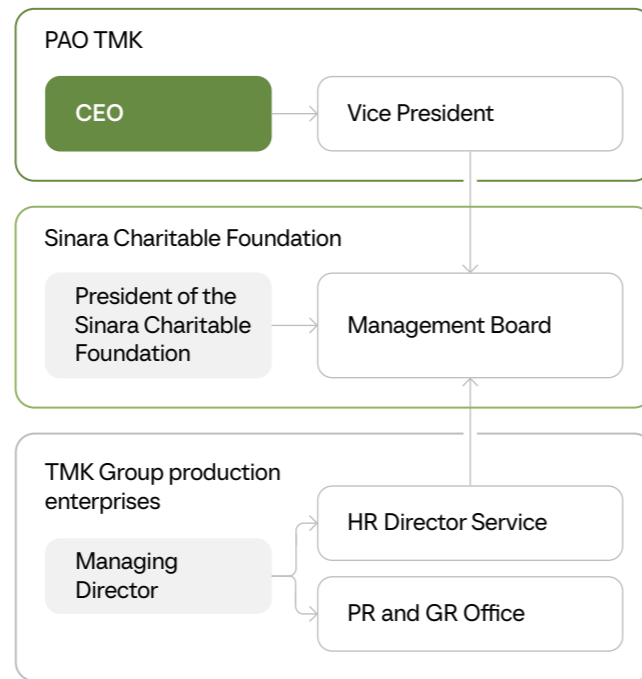 PAO TMK
CEO
Vice President
Sinara Charitable Foundation
President of the
Sinara Charitable
Foundation
Management Board
TMK Group production
enterprises
HR Director Service
Managing
Director
PR and GR Office